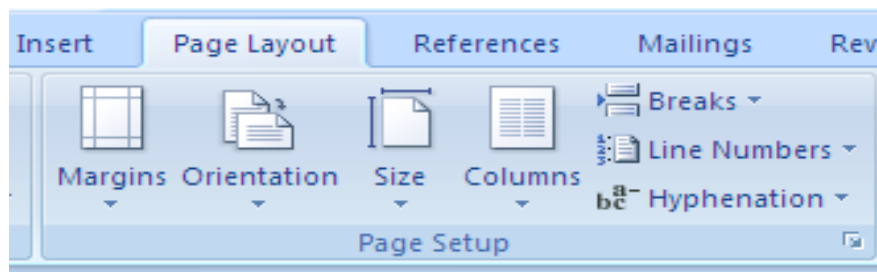 Insert Page Layout References Mailings Rev
Breaks
Line Numbers
Margins Orientation Size Columns
Hyphenation
Page Setup